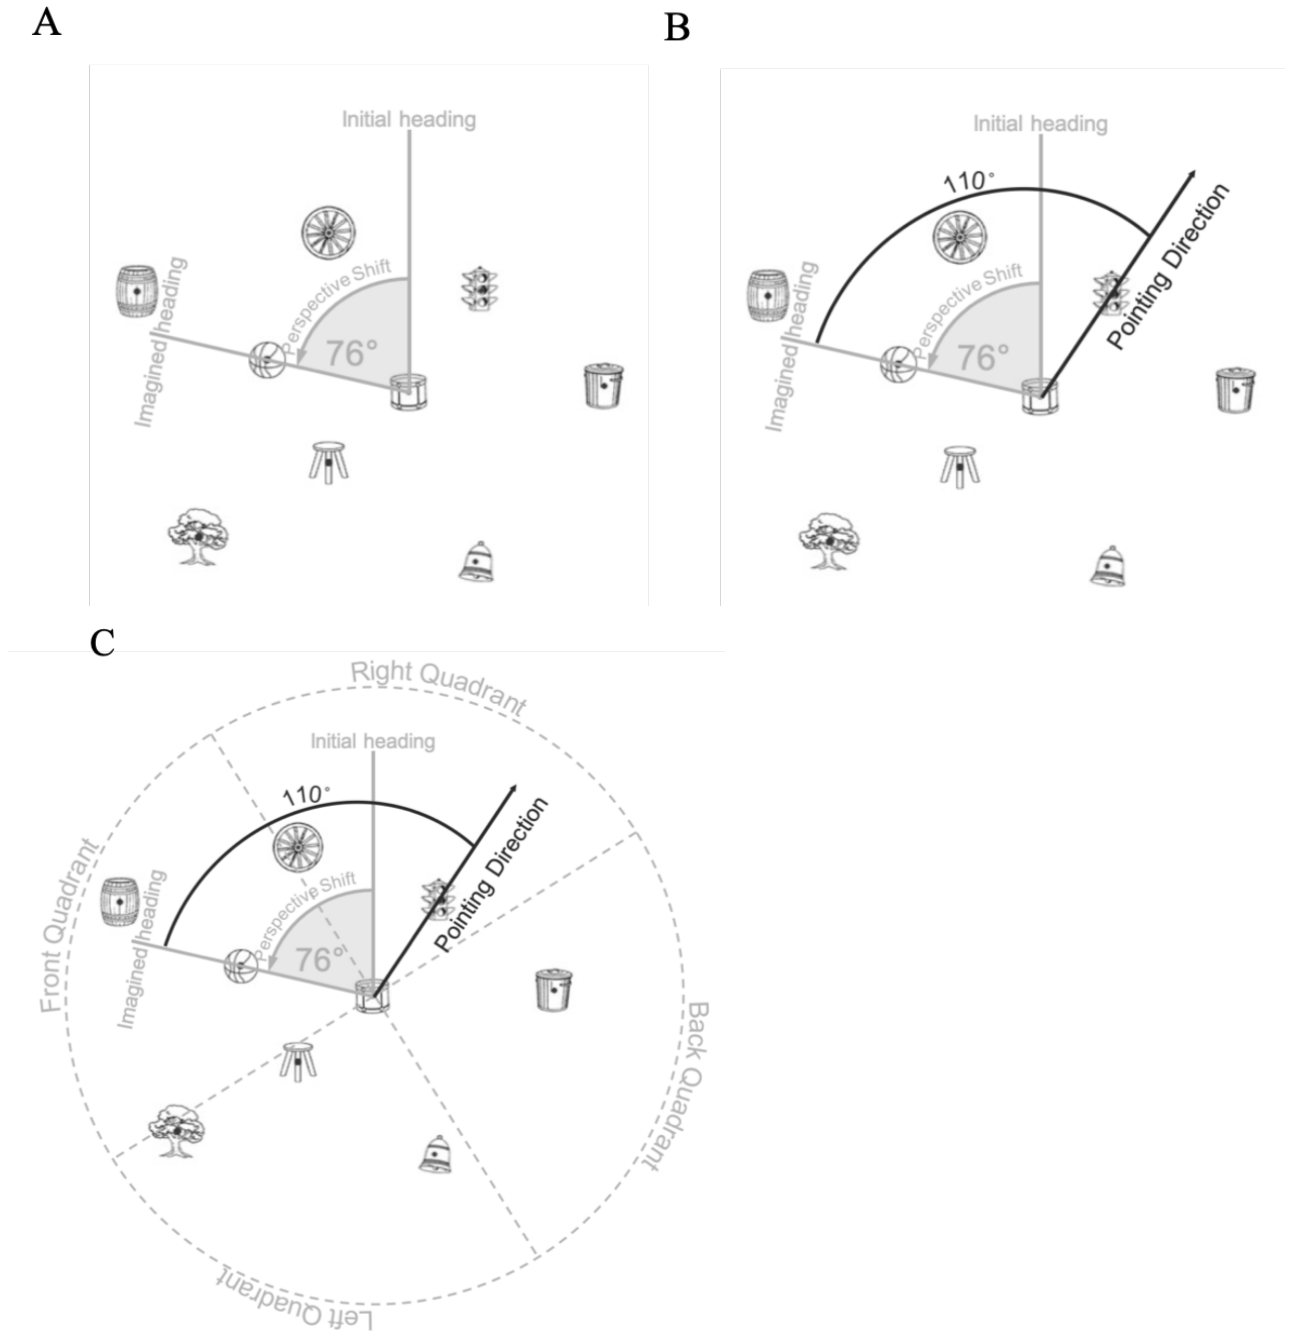 A
Initial heading
Perspective Shift
Imagined heading
76°
B
Initial heading
110°
Pointing Direction
Perspective Shift
Imagined heading
76°
C
Right Quadrant
Initial heading
110°
Pointing Direction
Front Quadrant
Perspective Shift
Imagined heading
76°
Back Quadrant
Left Quadrant